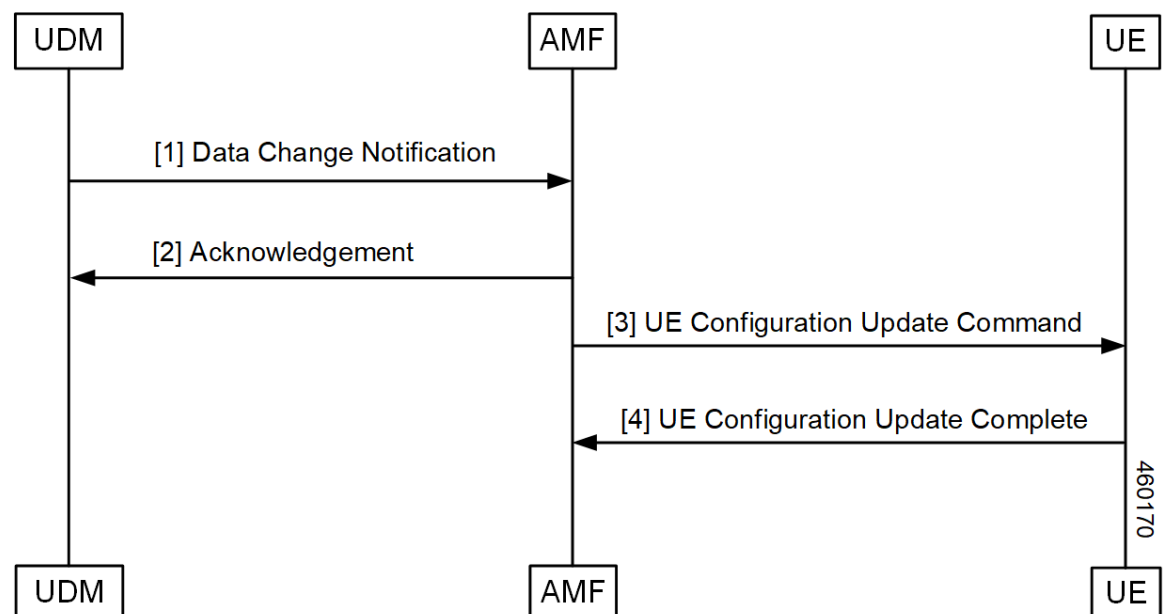 UDM
AMF
UE
[1] Data Change Notification
[2] Acknowledgement
[3] UE Configuration Update Command
[4] UE Configuration Update Complete
460170
UDM
AMF
UE